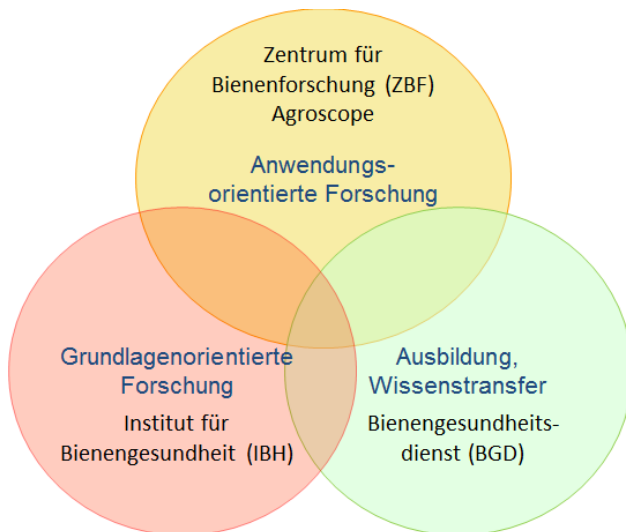 Zentrum für
Bienenforschung (ZBF)
Agroscope
Anwendungs-
orientierte Forschung
Grundlagenorientierte
Forschung
Institut für
Bienengesundheit (IBH)
Ausbildung,
Wissenstransfer
Bienengesundheits-
dienst (BGD)